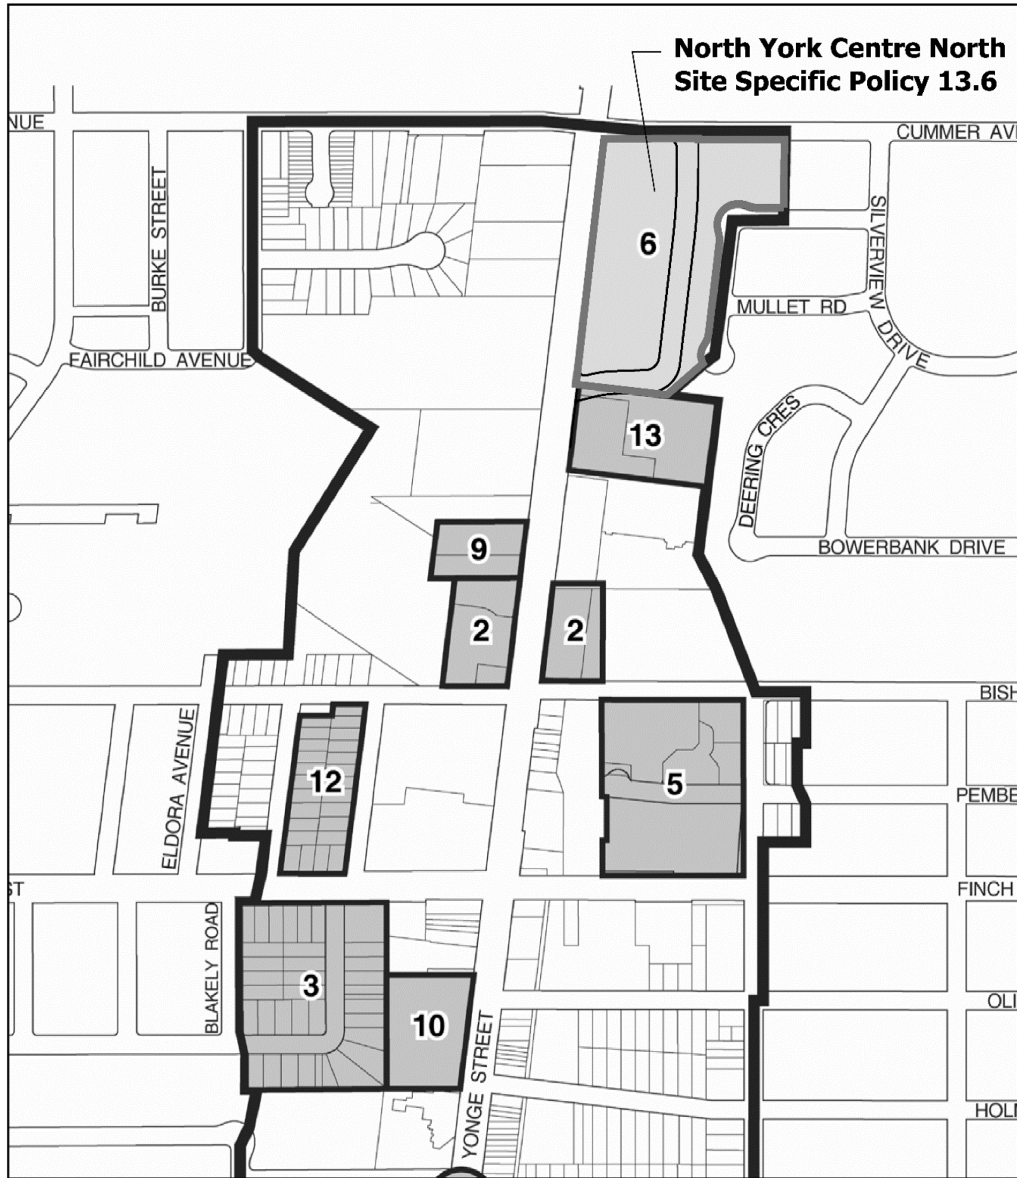 North York Centre North
Site Specific Policy 13.6
NUE
CUMMER AVE
BURKE STREET
SILVERVIEW DRIVE
6
MULLET RD
FAIRCHILD AVENUE
13
DEERING CRES
9
BOWERBANK DRIVE
2
2
BISH
ELDORA AVENUE
12
5
PEMBE
ST
FINCH
BLAKELY ROAD
3
10
OLI
YONGE STREET
HOLM